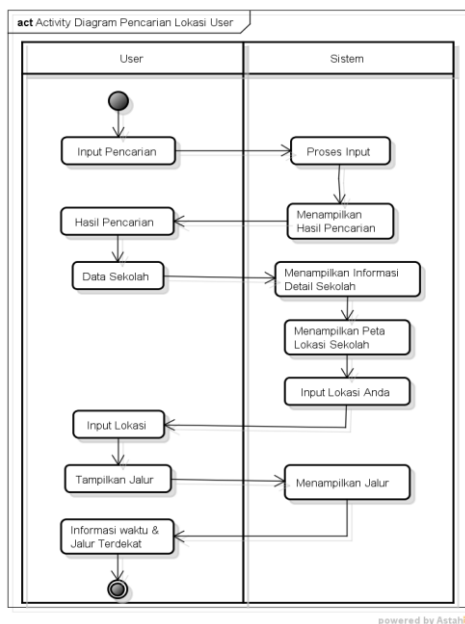 act Activity Diagram Pencarian Lokasi User
User
Sistem
Input Pencarian
Proses Input
Menampilkan
Hasil Pencarian
Hasil Pencarian
Data Sekolah
Menampilkan Informasi
Detail Sekolah
Menampilkan Peta
Lokasi Sekolah
Input Lokasi Anda
Input Lokasi
Tampilkan Jalur
Menampilkan Jalur
Informasi waktu &
Jalur Terdekat
powered by Astah